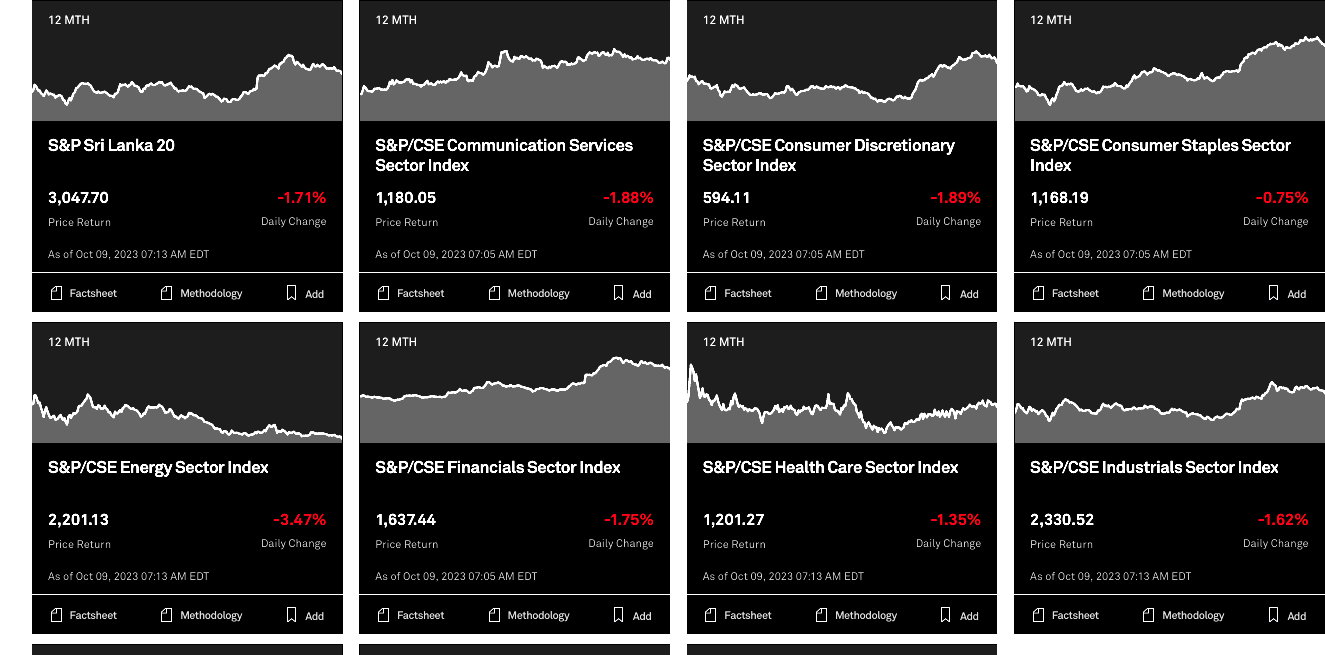 12 MTH
S&P Sri Lanka 20
3,047.70
-1.71%
Price Return
Daily Change
As of Oct 09, 2023 07:13 AM EDT
Factsheet
Methodology
Add
12 MTH
S&P/CSE Communication Services
Sector Index
1,180.05
-1.88%
Price Return
Daily Change
As of Oct 09, 2023 07:05 AM EDT
Factsheet
Methodology
Add
12 MTH
S&P/CSE Consumer Discretionary
Sector Index
594.11
-1.89%
Price Return
Daily Change
As of Oct 09, 2023 07:05 AM EDT
Factsheet
Methodology
Add
12 MTH
S&P/CSE Consumer Staples Sector
Index
1,168.19
-0.75%
Price Return
Daily Change
As of Oct 09, 2023 07:05 AM EDT
Factsheet
Methodology
Add
12 MTH
S&P/CSE Energy Sector Index
2,201.13
-3.47%
Price Return
Daily Change
As of Oct 09, 2023 07:13 AM EDT
Factsheet
Methodology
Add
12 MTH
S&P/CSE Financials Sector Index
1,637.44
-1.75%
Price Return
Daily Change
As of Oct 09, 2023 07:05 AM EDT
Factsheet
Methodology
Add
12 MTH
S&P/CSE Health Care Sector Index
1,201.27
-1.35%
Price Return
Daily Change
As of Oct 09, 2023 07:13 AM EDT
Factsheet
Methodology
Add
12 MTH
S&P/CSE Industrials Sector Index
2,330.52
-1.62%
Price Return
Daily Change
As of Oct 09, 2023 07:13 AM EDT
Factsheet
Methodology
Add